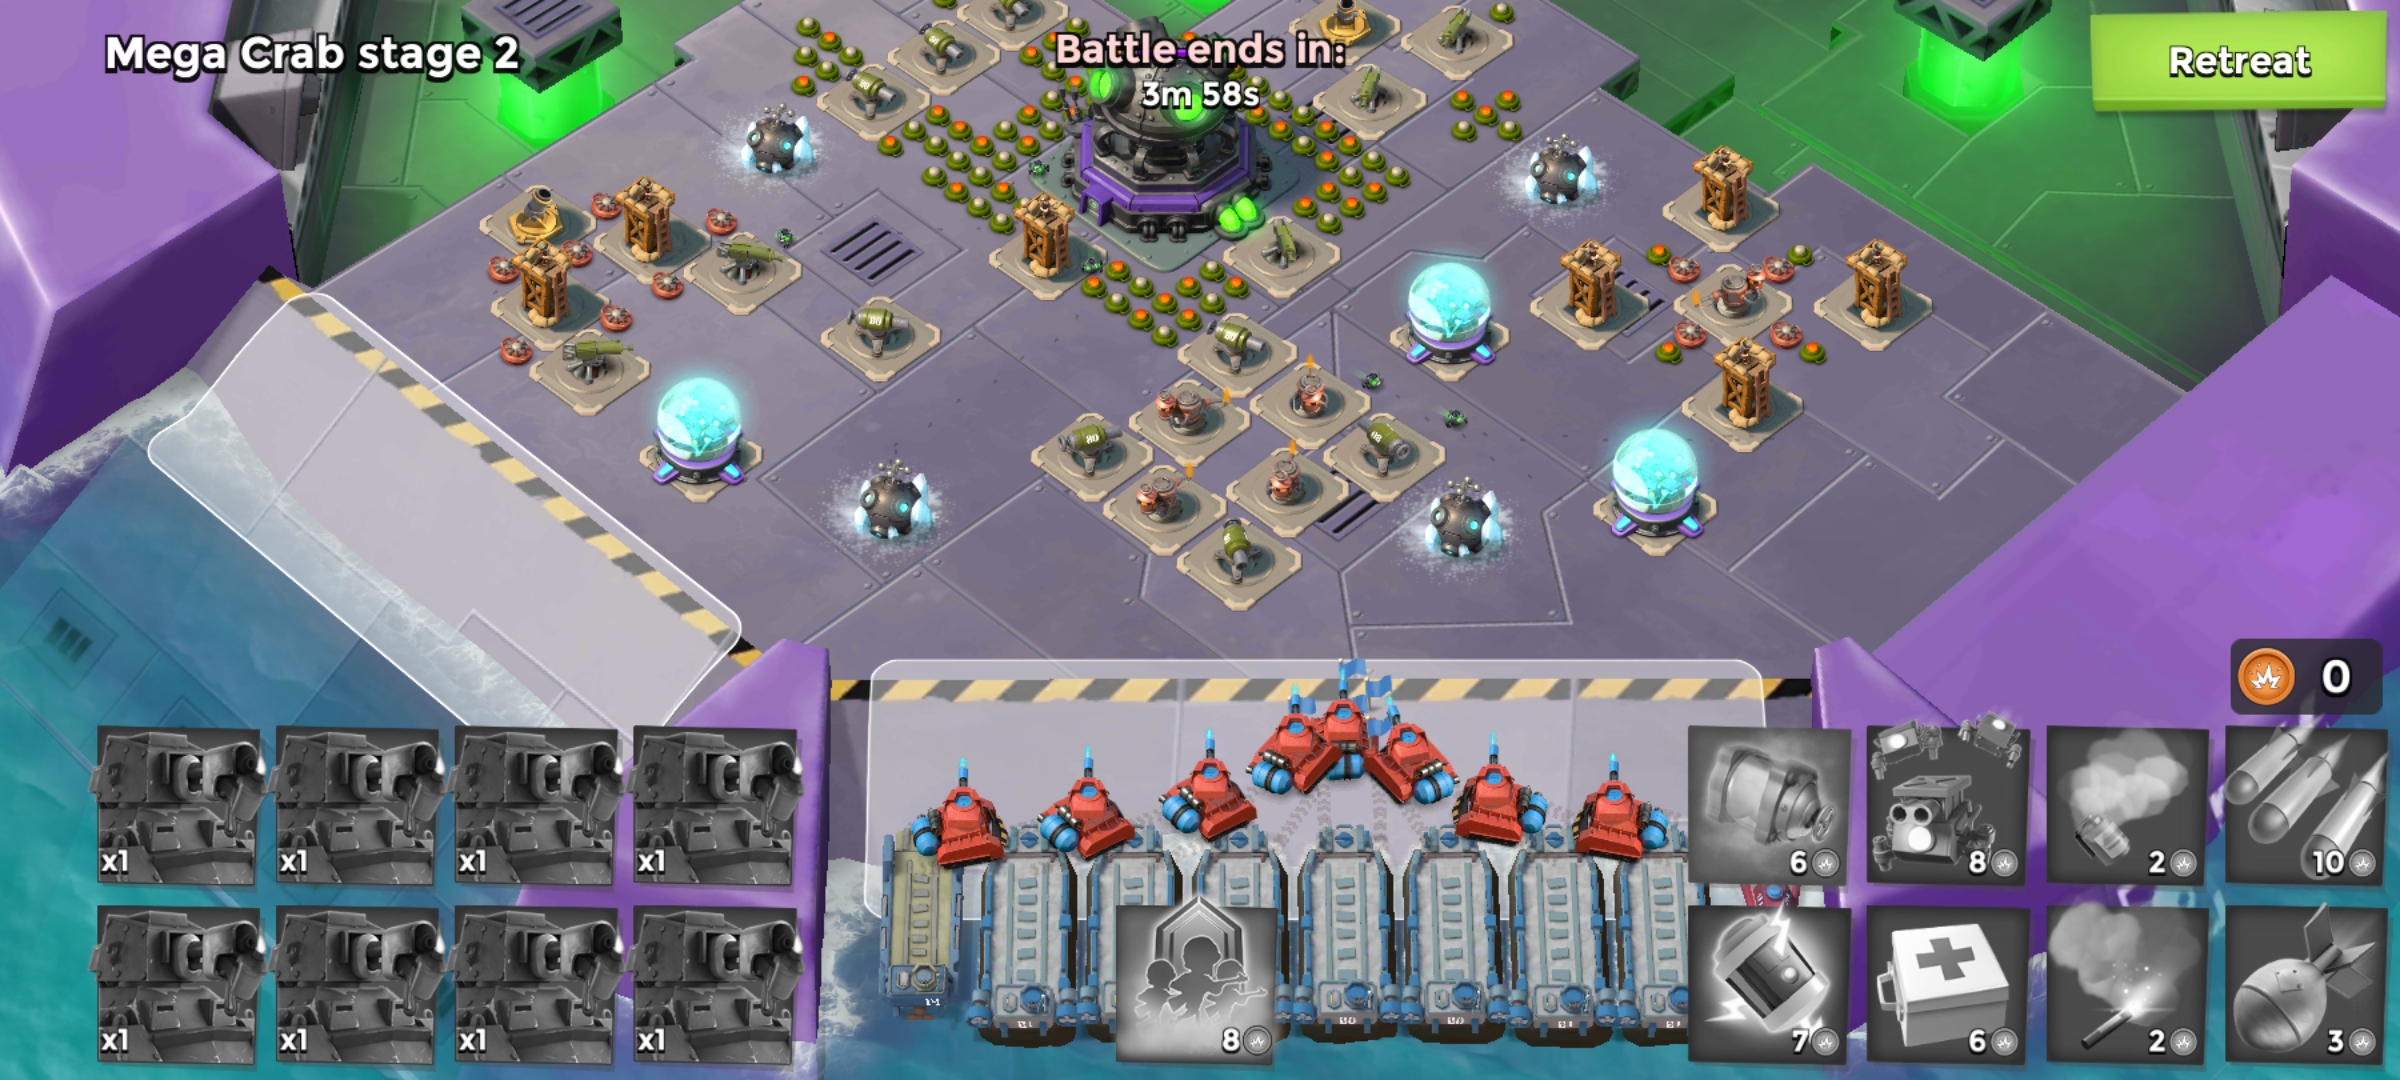 Mega Crab stage 2
Battle ends in:
3m 58s
Retreat
0
x1
x1
x1
x1
6
8
2
10
x1
x1
x1
x1
8
7
6
2
3